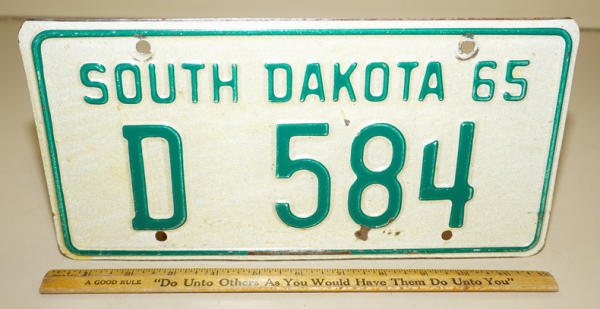 SOUTH DAKOTA 65
D 584
A GOOD RULE "Do Unto Others As You Would Have Them Do Unto You"